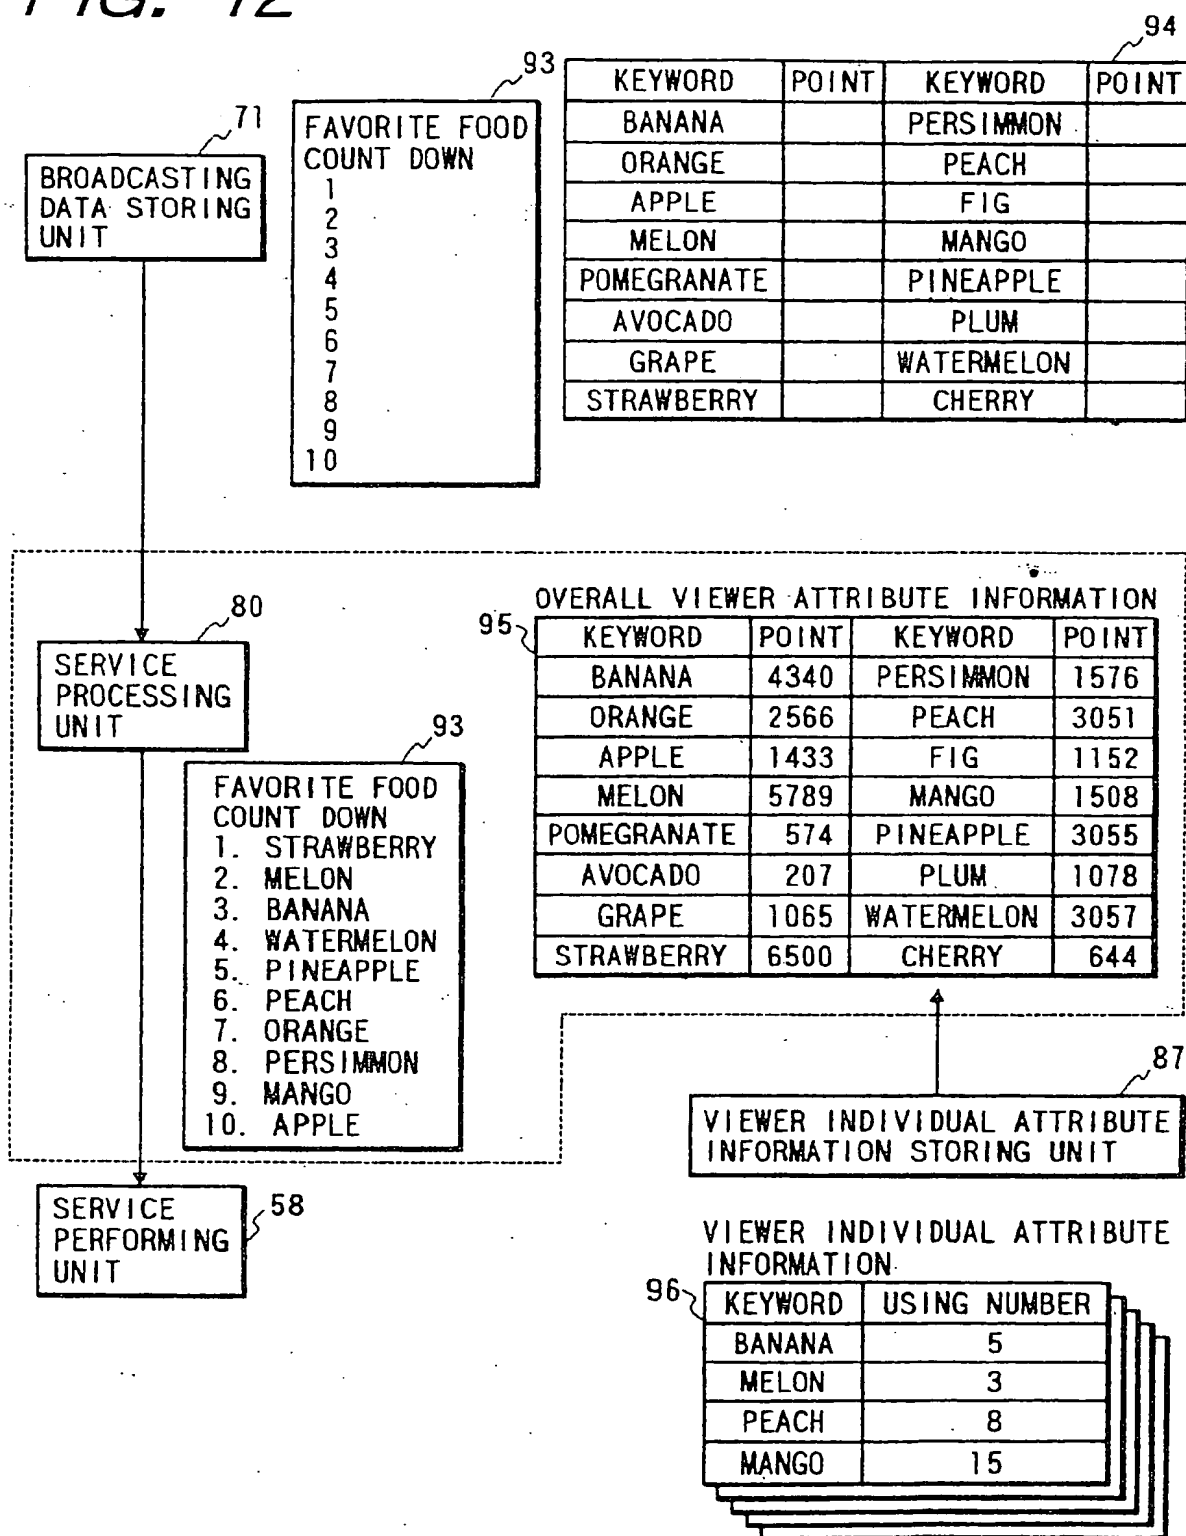 FIG. 12
94
93
KEYWORD POINT KEYWORD POINT
BANANA PERSIMMON
ORANGE PEACH
APPLE FIG
MELON MANGO
POMEGRANATE PINEAPPLE
AVOCADO PLUM
GRAPE WATERMELON
STRAWBERRY CHERRY
71
BROADCASTING
DATA STORING
UNIT
FAVORITE FOOD
COUNT DOWN
1
2
3
4
5
6
7
8
9
10
80
SERVICE
PROCESSING
UNIT
93
FAVORITE FOOD
COUNT DOWN
1. STRAWBERRY
2. MELON
3. BANANA
4. WATERMELON
5. PINEAPPLE
6. PEACH
7. ORANGE
8. PERSIMMON
9. MANGO
10. APPLE
OVERALL VIEWER ATTRIBUTE INFORMATION
95
KEYWORD POINT KEYWORD POINT
BANANA 4340 PERSIMMON 1576
ORANGE 2566 PEACH 3051
APPLE 1433 FIG 1152
MELON 5789 MANGO 1508
POMEGRANATE 574 PINEAPPLE 3055
AVOCADO 207 PLUM 1078
GRAPE 1065 WATERMELON 3057
STRAWBERRY 6500 CHERRY 644
87
VIEWER INDIVIDUAL ATTRIBUTE
INFORMATION STORING UNIT
SERVICE
PERFORMING
UNIT
58
VIEWER INDIVIDUAL ATTRIBUTE
INFORMATION
96
KEYWORD USING NUMBER
BANANA 5
MELON 3
PEACH 8
MANGO 15